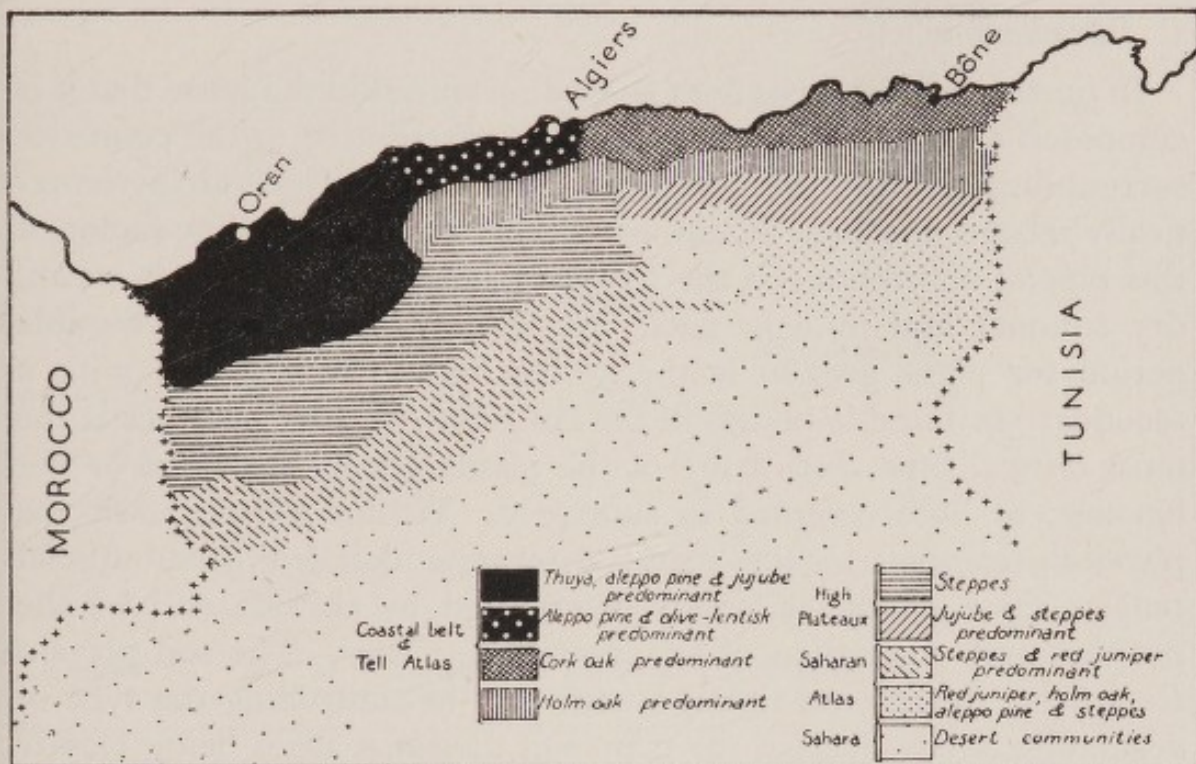 Oran
Algiers
Bône
MOROCCO
TUNISIA
Coastal belt
&
Tell Atlas
Thuya, aleppo pine & jujube
predominant
Aleppo pine & olive-lentisk
predominant
Cork oak predominant
Holm oak predominant
High
Plateaux
Saharan
Atlas
Sahara
Steppes
Jujube & steppes
predominant
Steppes & red juniper
predominant
Red juniper, holm oak,
aleppo pine & steppes
Desert communities